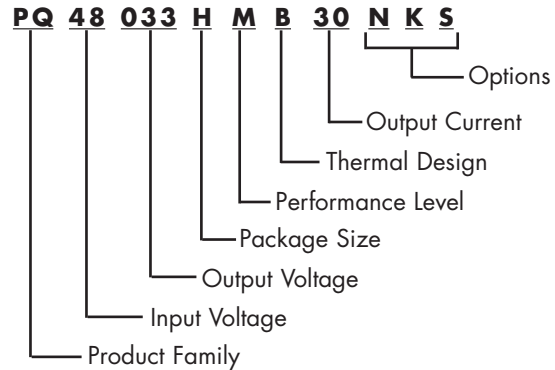 PQ 48 033 H M B 30 N K S
Options
Output Current
Thermal Design
Performance Level
Package Size
Output Voltage
Input Voltage
Product Family